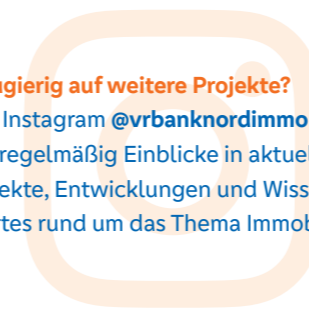 gierig auf weitere Projekte?
Instagram @vrbanknordimmo
regelmäßig Einblicke in aktuel
ekte, Entwicklungen und Wiss
tes rund um das Thema Immob